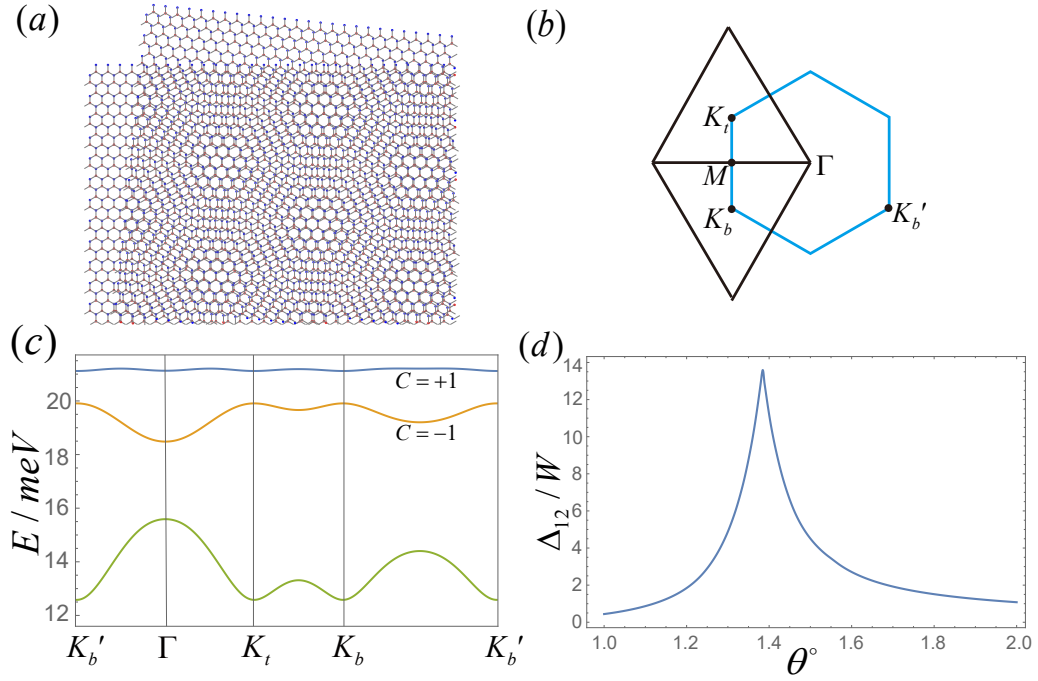 (a)
(b)
K_t
M
Γ
K_b
K_b'
(c)
E / meV
20
18
16
14
12
C = +1
C = −1
K_b'
Γ
K_t
K_b
K_b'
(d)
Δ_12 / W
14
12
10
8
6
4
2
0
1.0
1.2
1.4
1.6
1.8
2.0
θ°